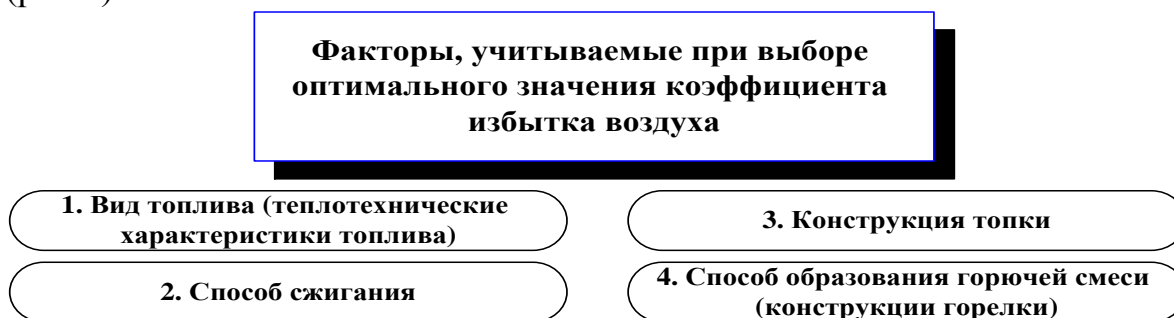 Факторы, учитываемые при выборе
оптимального значения коэффициента
избытка воздуха
1. Вид топлива (теплотехнические
характеристики топлива)
2. Способ сжигания
3. Конструкция топки
4. Способ образования горючей смеси
(конструкции горелки)